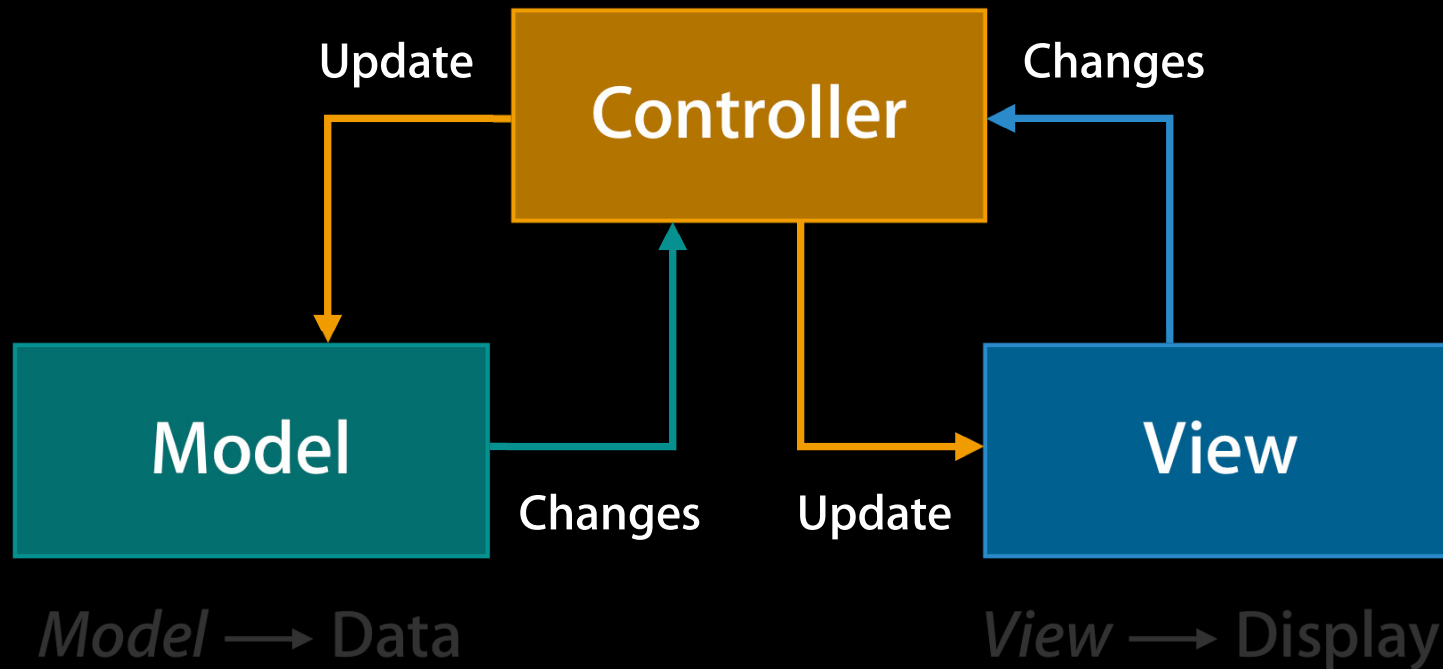 Update
Changes
Controller
Model
View
Changes
Update
Model → Data
View → Display